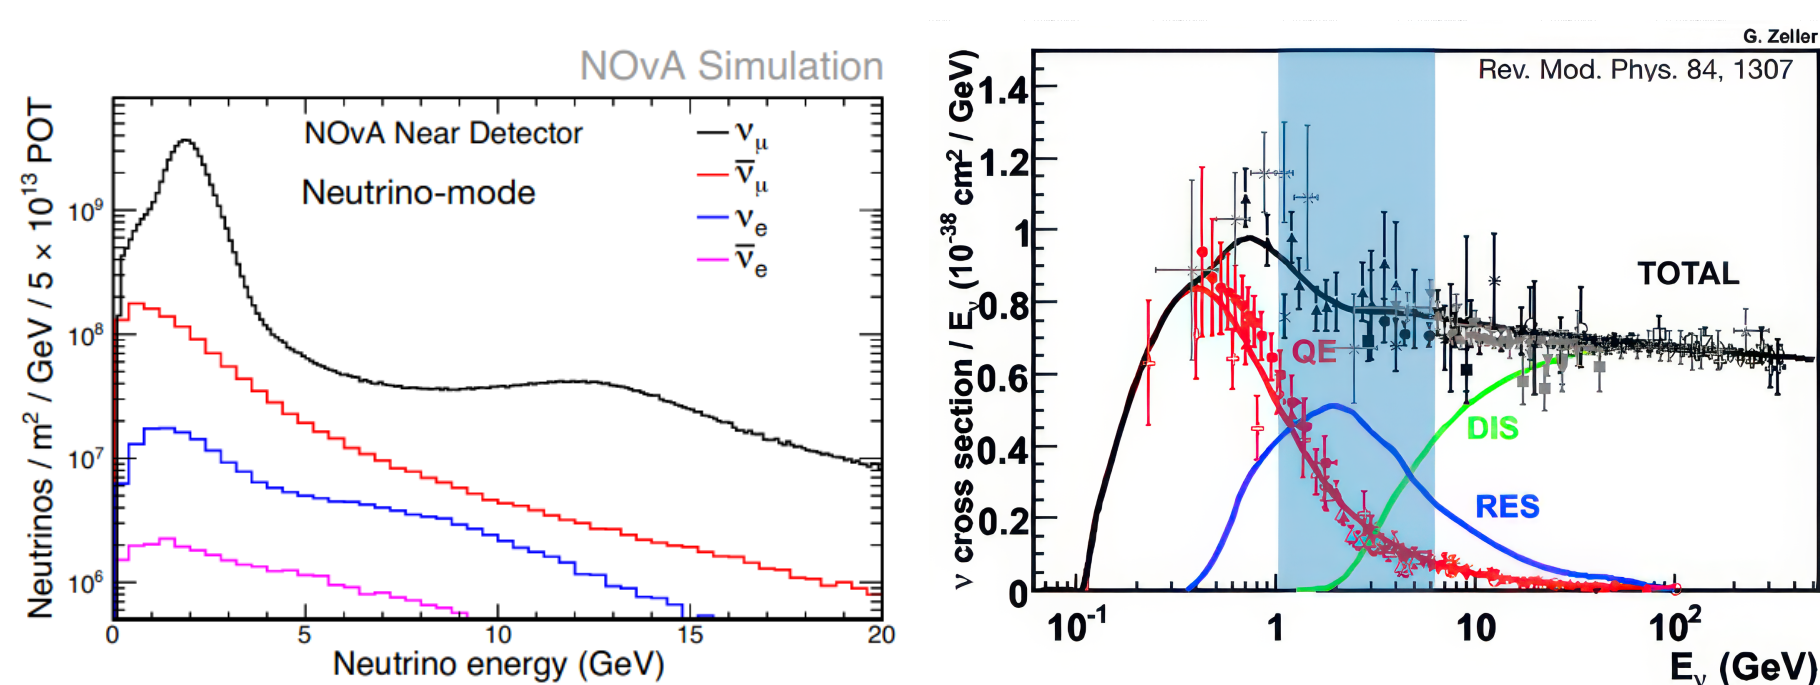 NOvA Simulation
NOvA Near Detector
Neutrino-mode
ν_μ
ν̅_μ
ν_e
ν̅_e
Neutrinos / m² / GeV / 5 × 10¹³ POT
10⁹
10⁸
10⁷
10⁶
0 5 10 15 20
Neutrino energy (GeV)
G. Zeller
Rev. Mod. Phys. 84, 1307
ν cross section / E_ν (10⁻³⁸ cm² / GeV)
1.4
1.2
1
0.8
0.6
0.4
0.2
0
TOTAL
QE
DIS
RES
10⁻¹ 1 10 10²
E_ν (GeV)